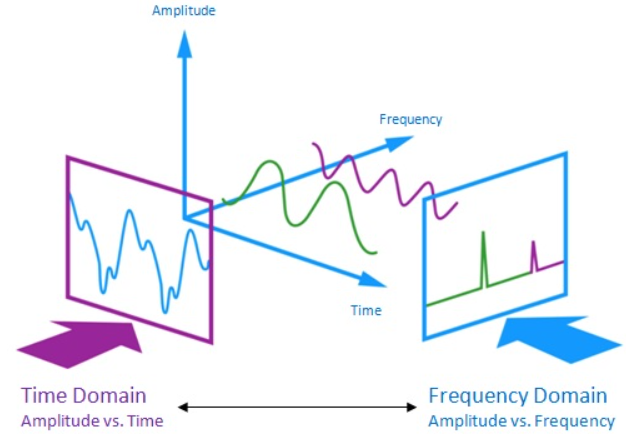 Amplitude
Frequency
Time
Time Domain
Amplitude vs. Time
Frequency Domain
Amplitude vs. Frequency